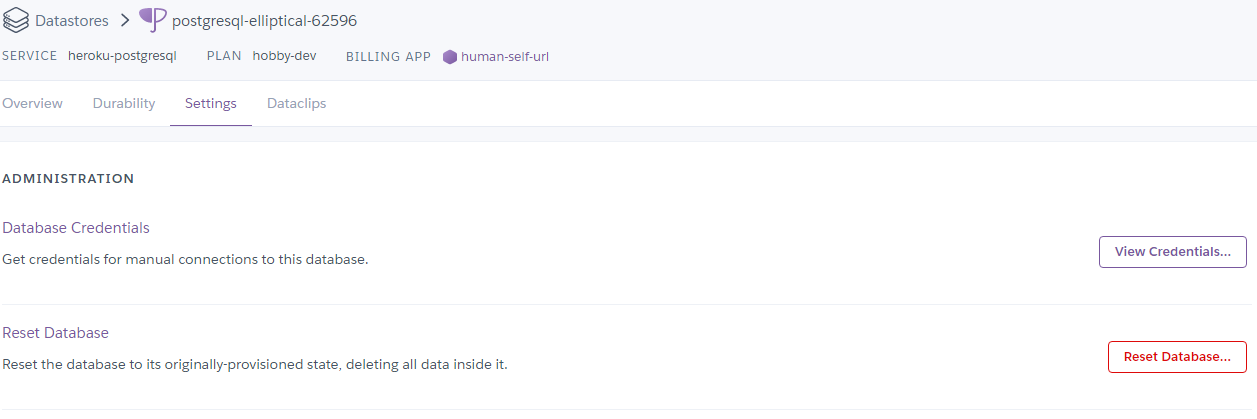 Datastores > postgresql-elliptical-62596
SERVICE heroku-postgresql PLAN hobby-dev BILLING APP human-self-url
Overview Durability Settings Dataclips
ADMINISTRATION
Database Credentials
Get credentials for manual connections to this database.
View Credentials...
Reset Database
Reset the database to its originally-provisioned state, deleting all data inside it.
Reset Database...